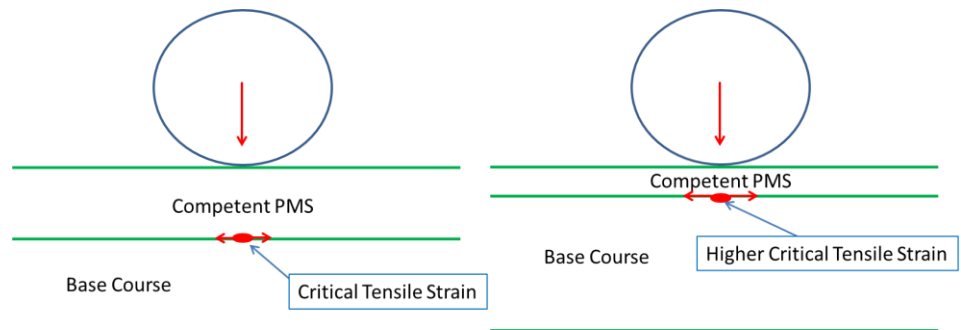 Competent PMS
Base Course
Critical Tensile Strain
Competent PMS
Base Course
Higher Critical Tensile Strain